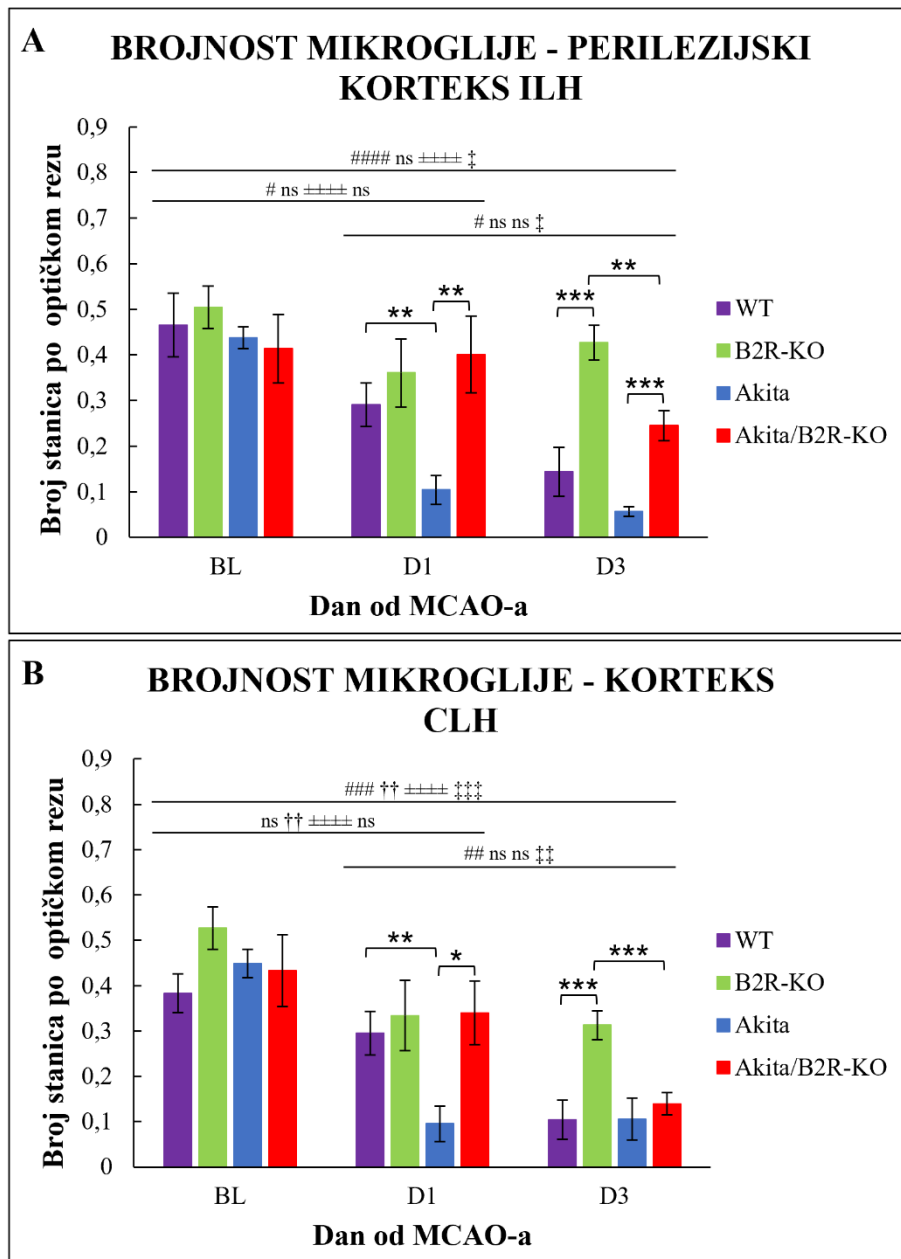 A
BROJNOST MIKROGLIJE - PERILEZIJSKI
KORTEKS ILH
Broj stanica po optičkom rezu
0,9
0,8
0,7
0,6
0,5
0,4
0,3
0,2
0,1
0
#### ns ±±±± ‡
# ns ±±±± ns
# ns ns ‡
** **
*** ** ***
BL D1 D3
Dan od MCAO-a
WT
B2R-KO
Akita
Akita/B2R-KO
B
BROJNOST MIKROGLIJE - KORTEKS
CLH
Broj stanica po optičkom rezu
0,9
0,8
0,7
0,6
0,5
0,4
0,3
0,2
0,1
0
### †† ±±±± ‡‡‡
ns †† ±±±± ns
## ns ns ‡‡
** *
*** ***
BL D1 D3
Dan od MCAO-a
WT
B2R-KO
Akita
Akita/B2R-KO